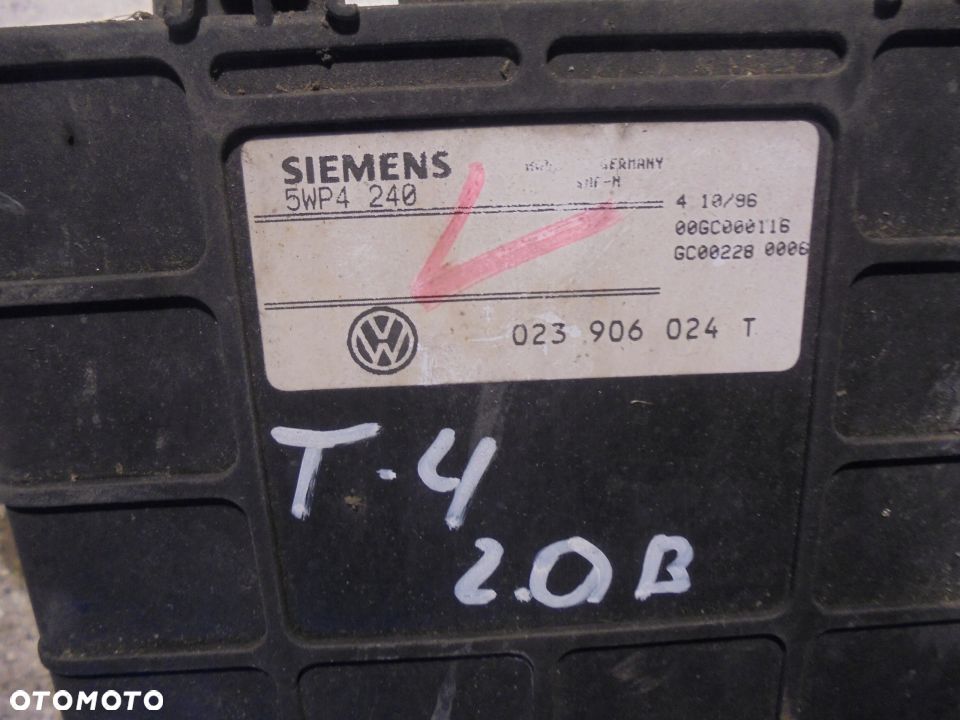 SIEMENS
5WP4 240
GERMANY
4 10/96
00GC000116
GC00228 0006
VW
023 906 024 T
T-4
2.0B
OTOMOTO